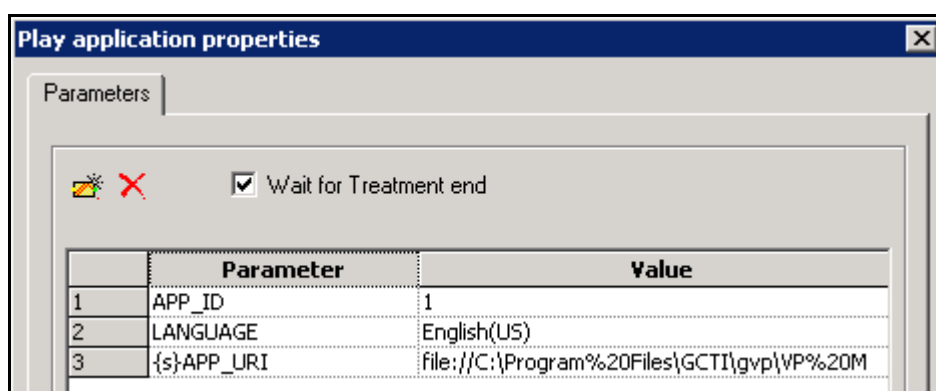 Play application properties
Parameters
Wait for Treatment end
Parameter Value
1 APP_ID 1
2 LANGUAGE English(US)
3 {s}APP_URI file://C:\Program%20Files\GCTI\gvp\VP%20M